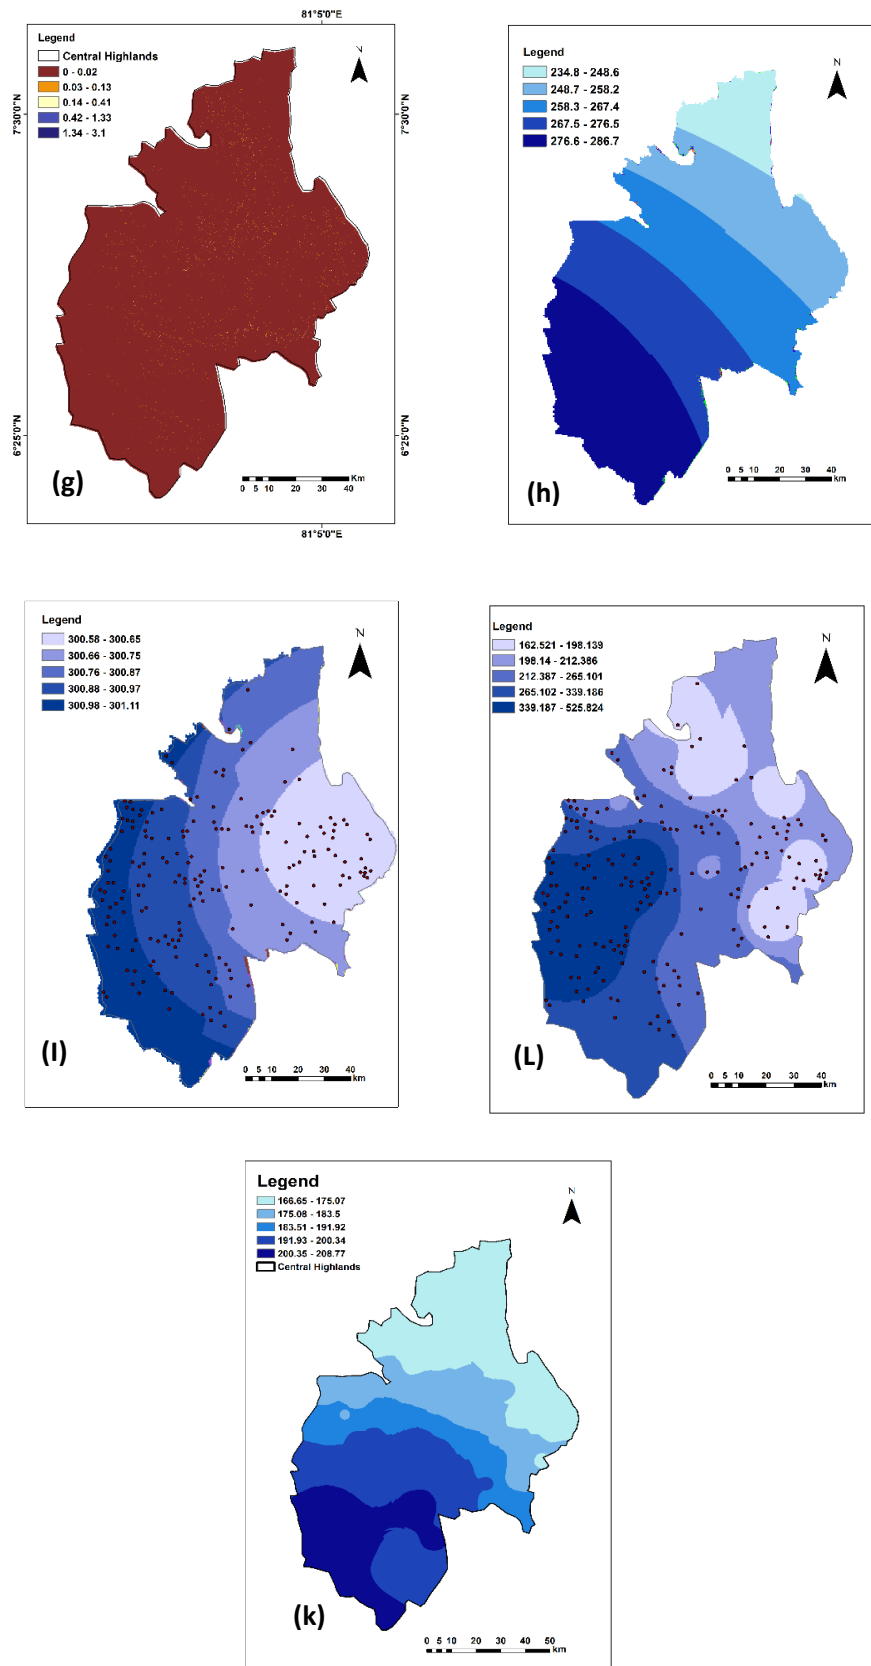 81°5'0"E
Legend
Central Highlands
0 - 0.02
0.03 - 0.13
0.14 - 0.41
0.42 - 1.33
1.34 - 3.1
N
7°30'0"N
7°30'0"N
6°25'0"N
6°25'0"N
(g)
0 5 10 20 30 40
Km
81°5'0"E
Legend
234.8 - 248.6
248.7 - 258.2
258.3 - 267.4
267.5 - 276.5
276.6 - 286.7
N
(h)
0 5 10 20 30 40
km
Legend
300.58 - 300.65
300.66 - 300.75
300.76 - 300.87
300.88 - 300.97
300.98 - 301.11
N
(I)
0 5 10 20 30 40
km
Legend
162.521 - 198.139
198.14 - 212.386
212.387 - 265.101
265.102 - 339.186
339.187 - 525.824
N
(L)
0 5 10 20 30 40
km
Legend
166.65 - 175.07
175.08 - 183.5
183.51 - 191.92
191.93 - 200.34
200.35 - 208.77
Central Highlands
N
(k)
0 5 10 20 30 40 50
km